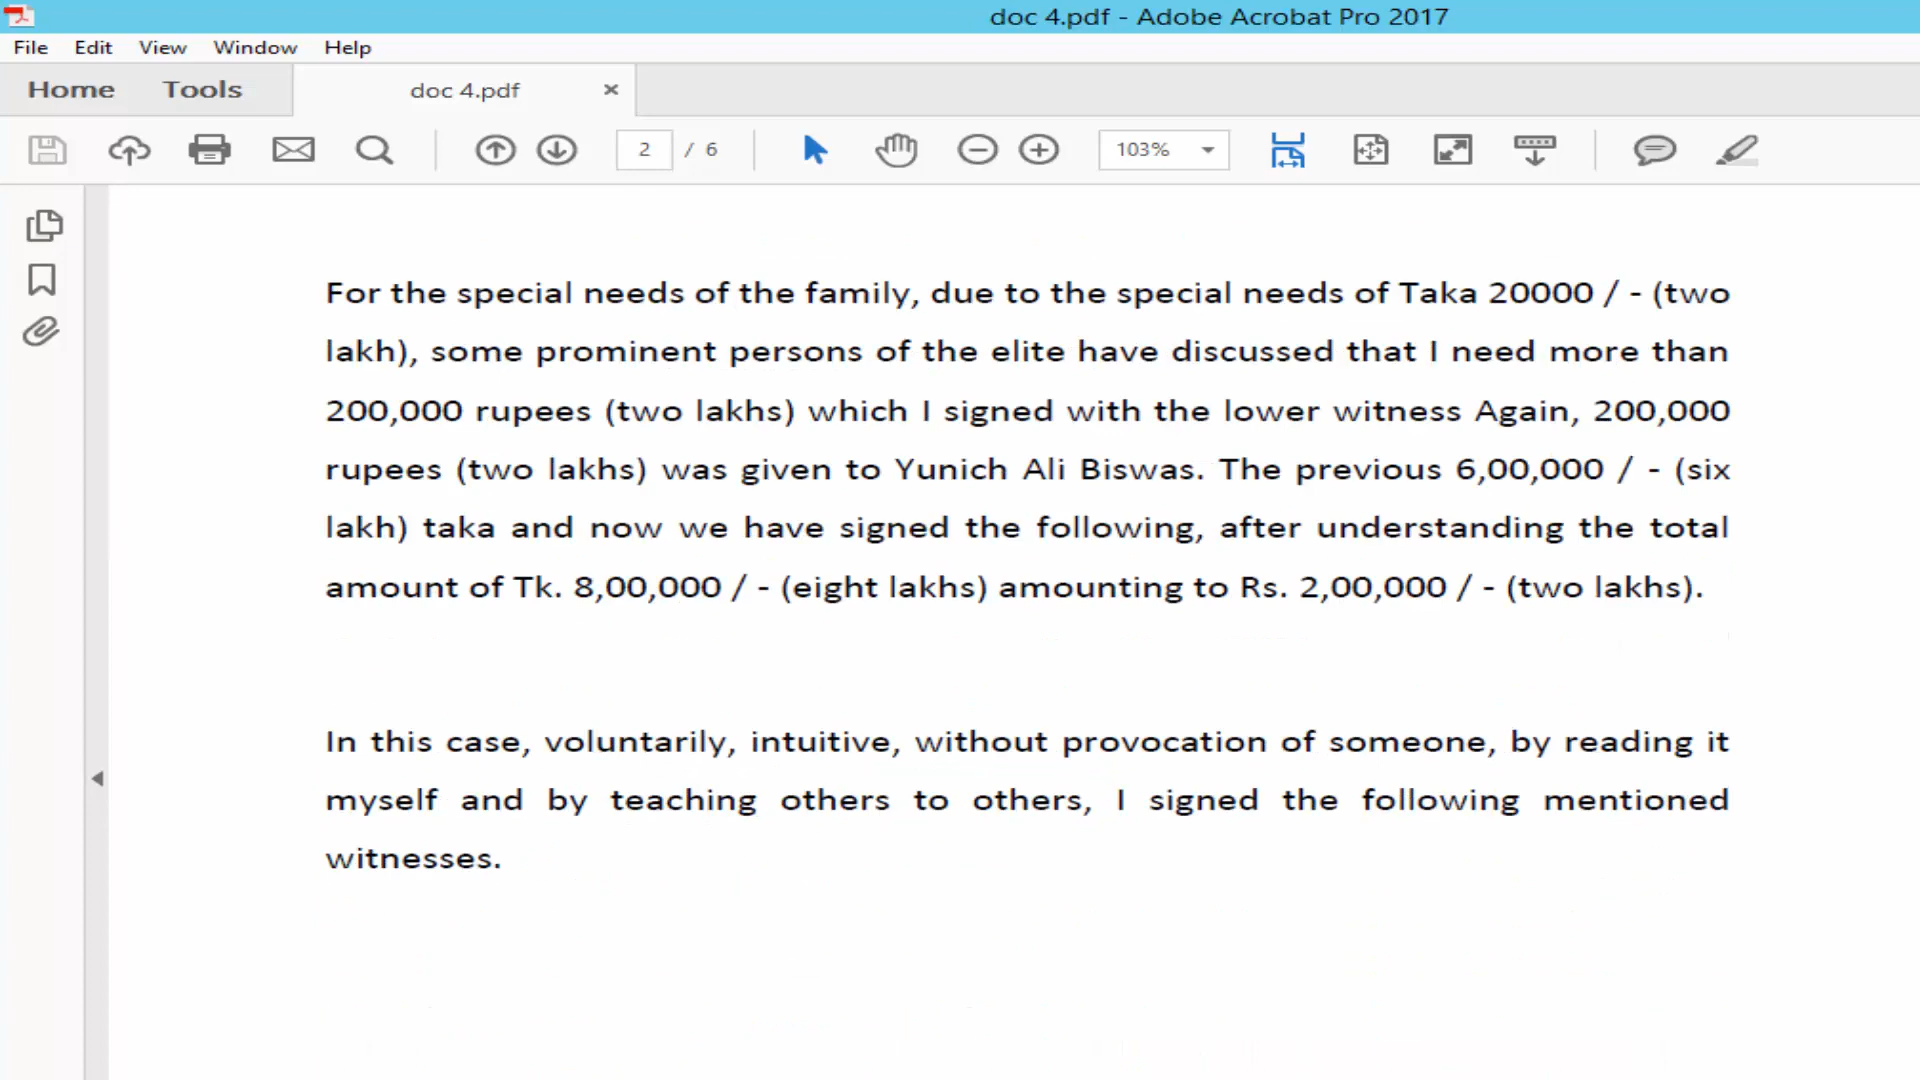 doc 4.pdf - Adobe Acrobat Pro 2017
File Edit View Window Help
Home Tools doc 4.pdf ×
2 / 6 103%
For the special needs of the family, due to the special needs of Taka 20000 / - (two
lakh), some prominent persons of the elite have discussed that I need more than
200,000 rupees (two lakhs) which I signed with the lower witness Again, 200,000
rupees (two lakhs) was given to Yunich Ali Biswas. The previous 6,00,000 / - (six
lakh) taka and now we have signed the following, after understanding the total
amount of Tk. 8,00,000 / - (eight lakhs) amounting to Rs. 2,00,000 / - (two lakhs).
In this case, voluntarily, intuitive, without provocation of someone, by reading it
myself and by teaching others to others, I signed the following mentioned
witnesses.